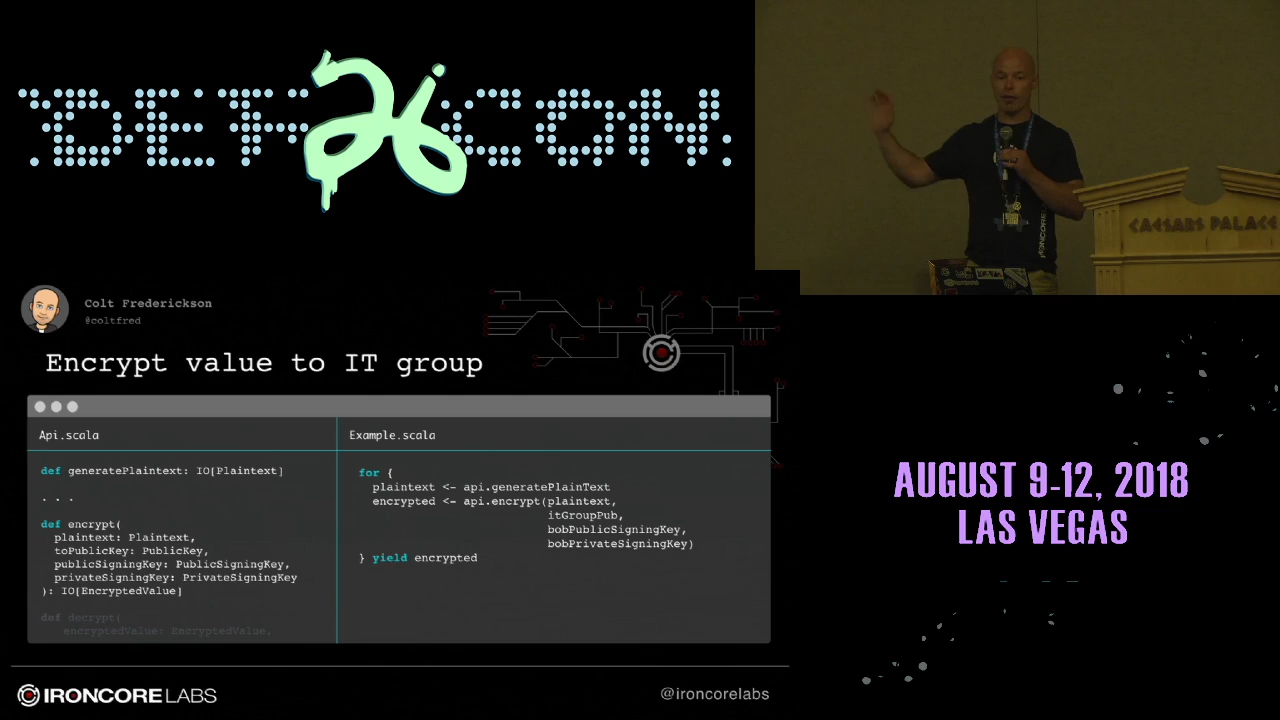 DEF 26 CON
CAESARS PALACE
IRONCORE
Colt Frederickson
@coltfred
Encrypt value to IT group
Api.scala
def generatePlaintext: IO[Plaintext]
. . .
def encrypt(
plaintext: Plaintext,
toPublicKey: PublicKey,
publicSigningKey: PublicSigningKey,
privateSigningKey: PrivateSigningKey
): IO[EncryptedValue]
def decrypt(
encryptedValue: EncryptedValue,
Example.scala
for {
plaintext <- api.generatePlainText
encrypted <- api.encrypt(plaintext,
itGroupPub,
bobPublicSigningKey,
bobPrivateSigningKey)
} yield encrypted
IRONCORE LABS
@ironcorelabs
AUGUST 9-12, 2018
LAS VEGAS